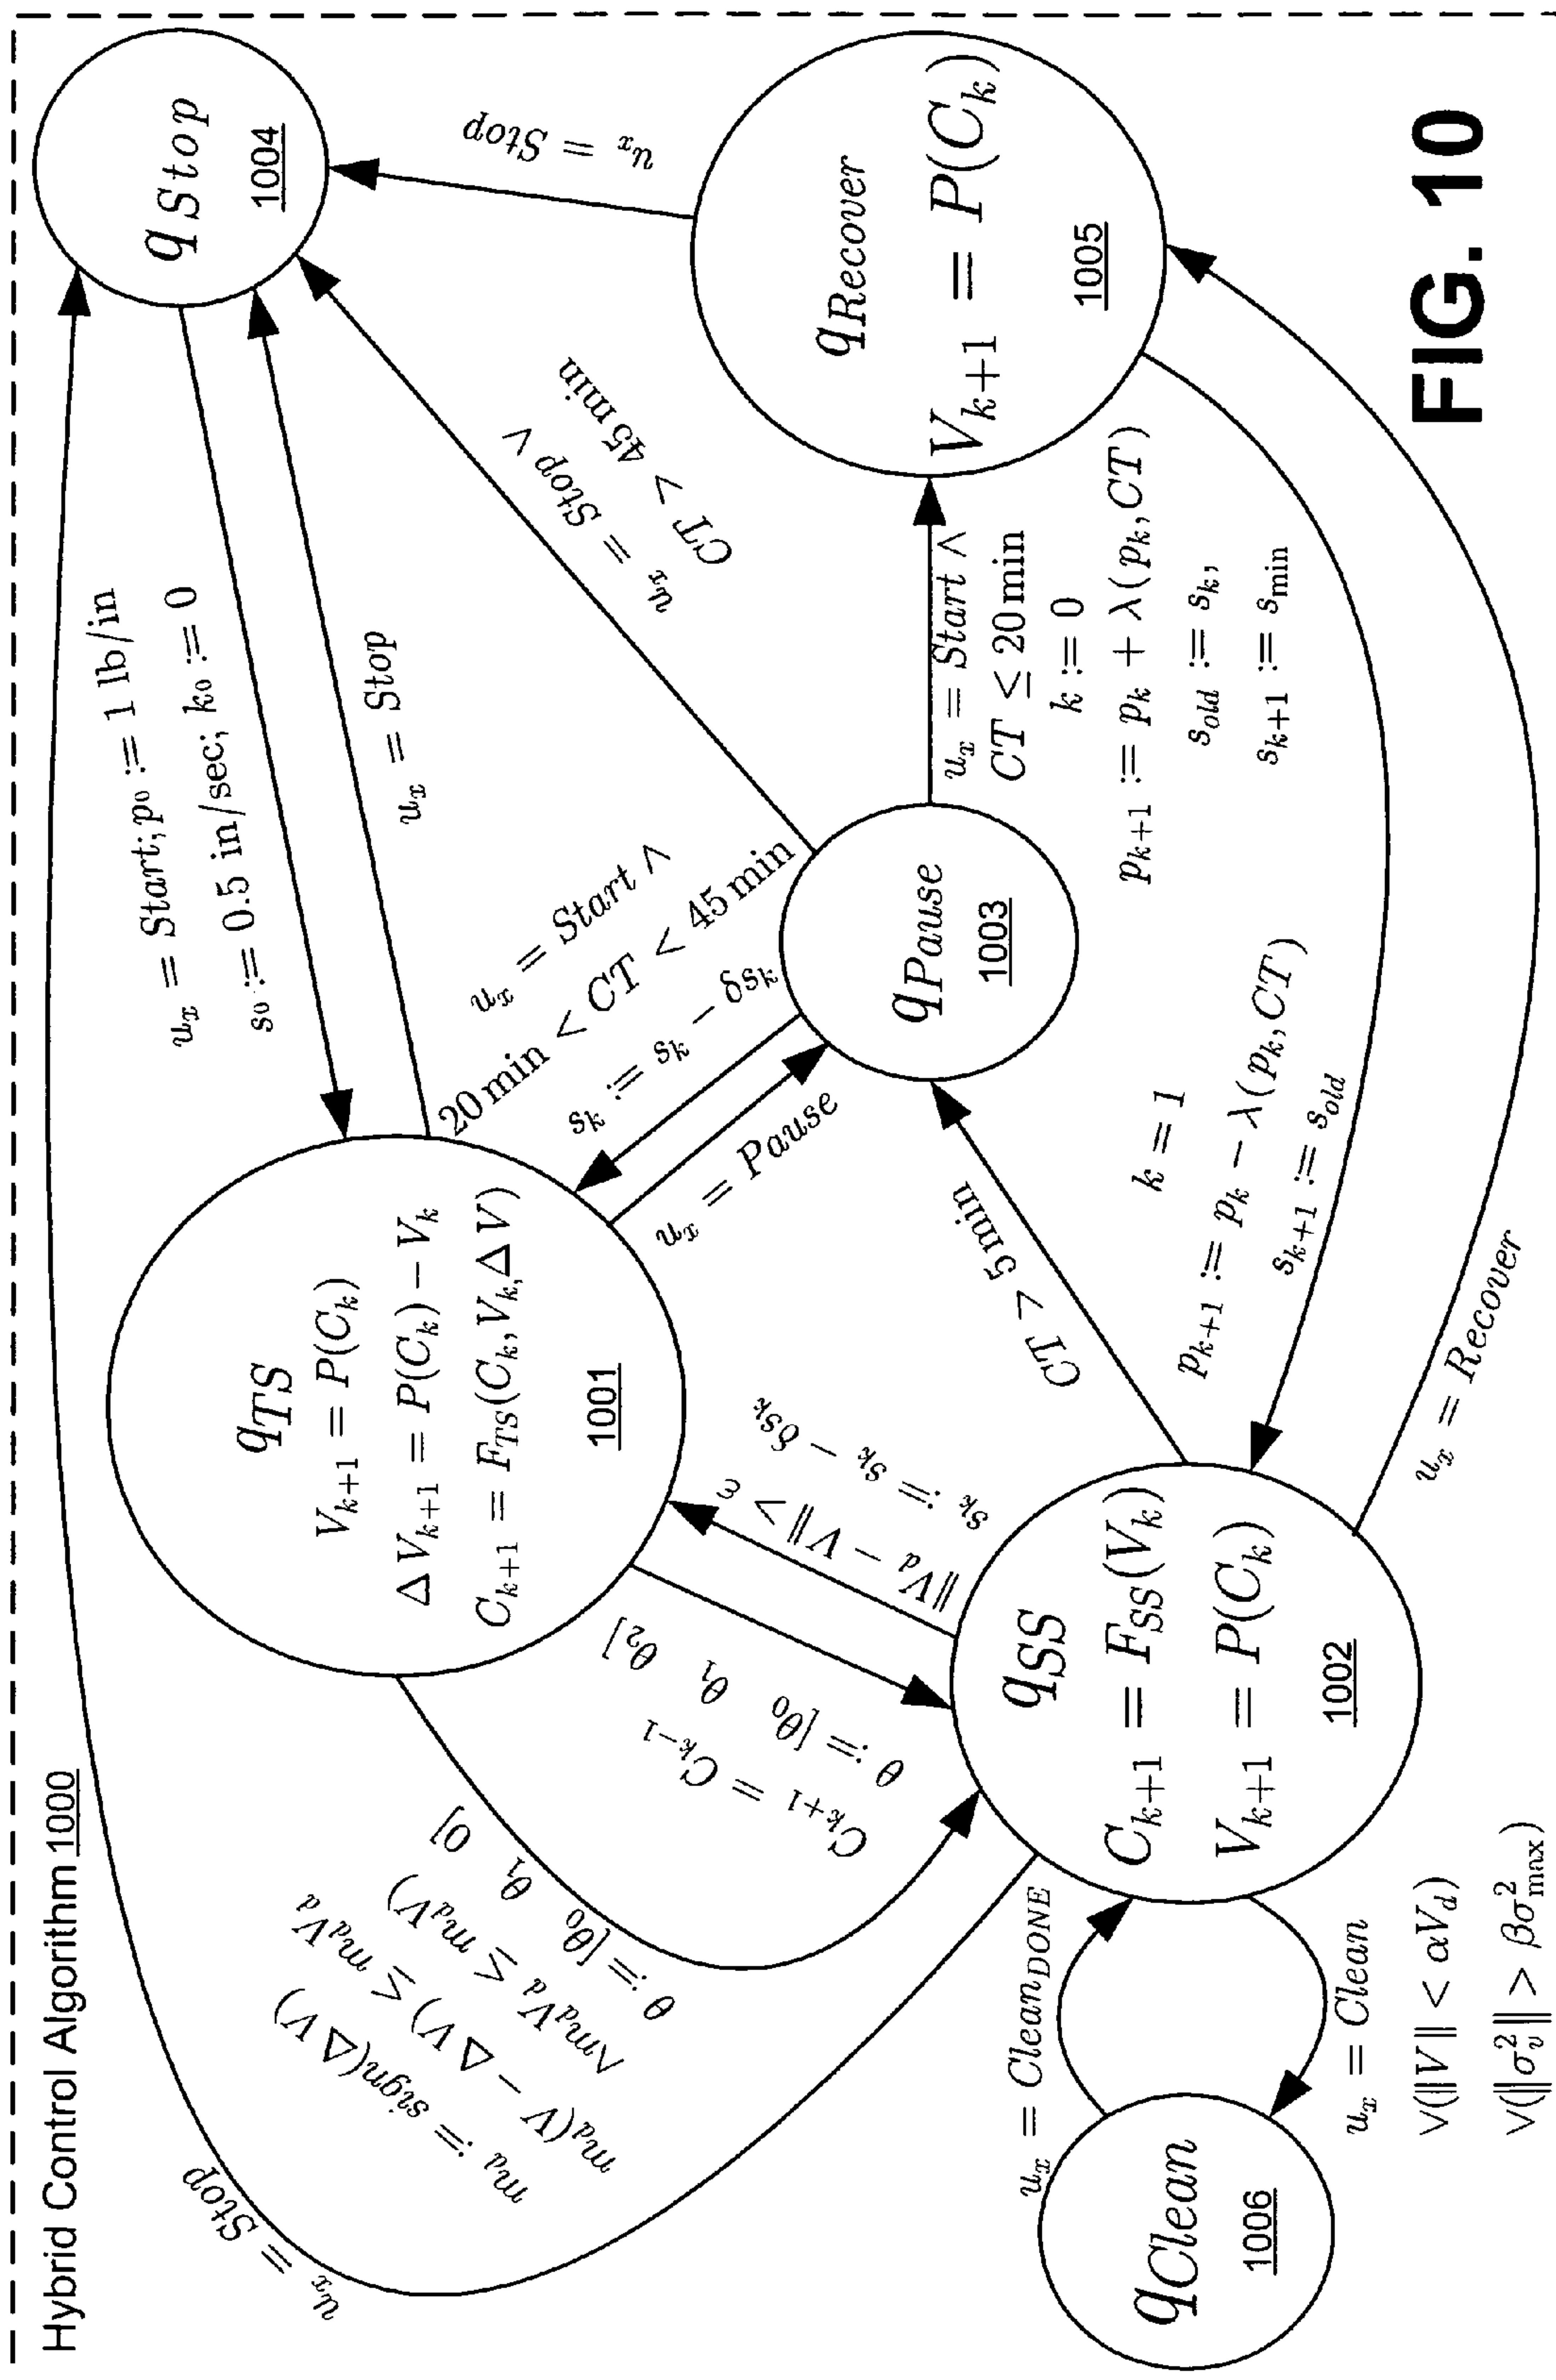 Hybrid Control Algorithm 1000
u_x = Stop
u_x = Start; p_0 := 1 lb/in
s_0 := 0.5 in/sec; k_0 := 0
u_x = Stop
q_Stop
1004
q_TS
V_{k+1} = P(C_k)
ΔV_{k+1} = P(C_k) − V_k
C_{k+1} = F_{TS}(C_k, V_k, ΔV)
1001
u_x = Start ∧
20 min < CT < 45 min
s_k := s_k − δs_k
u_x = Pause
u_x = Stop ∨
CT > 45 min
u_x = Stop
m_d := sign(ΔV)
m_d(V − ΔV) ≤ m_d V_d
∧m_d V_d ≤ m_d V)
θ := [θ_0 θ_1 0]
C_{k+1} = C_{k−1}
θ := [θ_0 θ_1 θ_2]
‖V_d − V‖ > ε
s_k := s_k − δs_k
CT > 5 min
q_Pause
1003
u_x = Start ∧
CT ≤ 20 min
k := 0
p_{k+1} := p_k + λ(p_k, CT)
s_old := s_k,
s_{k+1} := s_min
q_Recover
V_{k+1} = P(C_k)
1005
q_SS
C_{k+1} = F_{SS}(V_k)
V_{k+1} = P(C_k)
1002
k = 1
p_{k+1} := p_k − λ(p_k, CT)
s_{k+1} := s_old
u_x = Recover
q_Clean
1006
u_x = Clean_DONE
u_x = Clean
∨(‖V‖ < αV_d)
∨(‖σ_v^2‖ > βσ_max^2)
FIG. 10